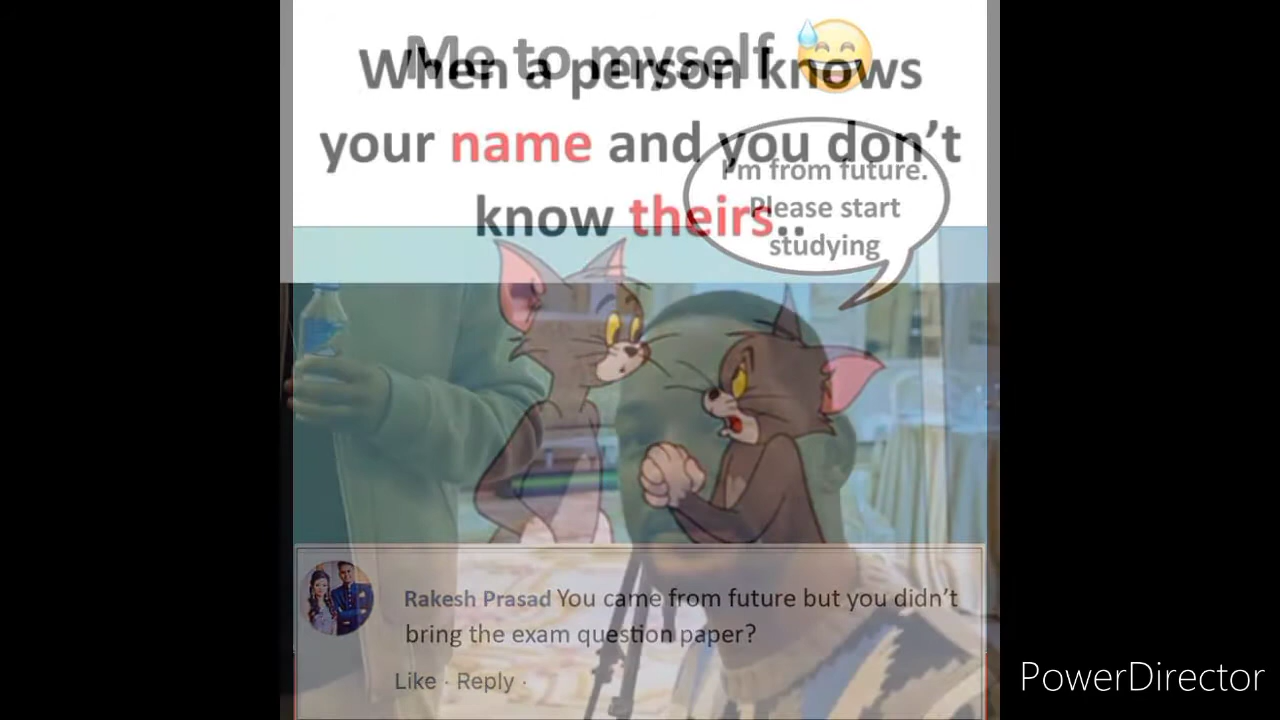 Me to myself
When a person knows
your name and you don't
know theirs..
I'm from future.
Please start
studying
Rakesh Prasad You came from future but you didn't
bring the exam question paper?
Like · Reply ·
PowerDirector